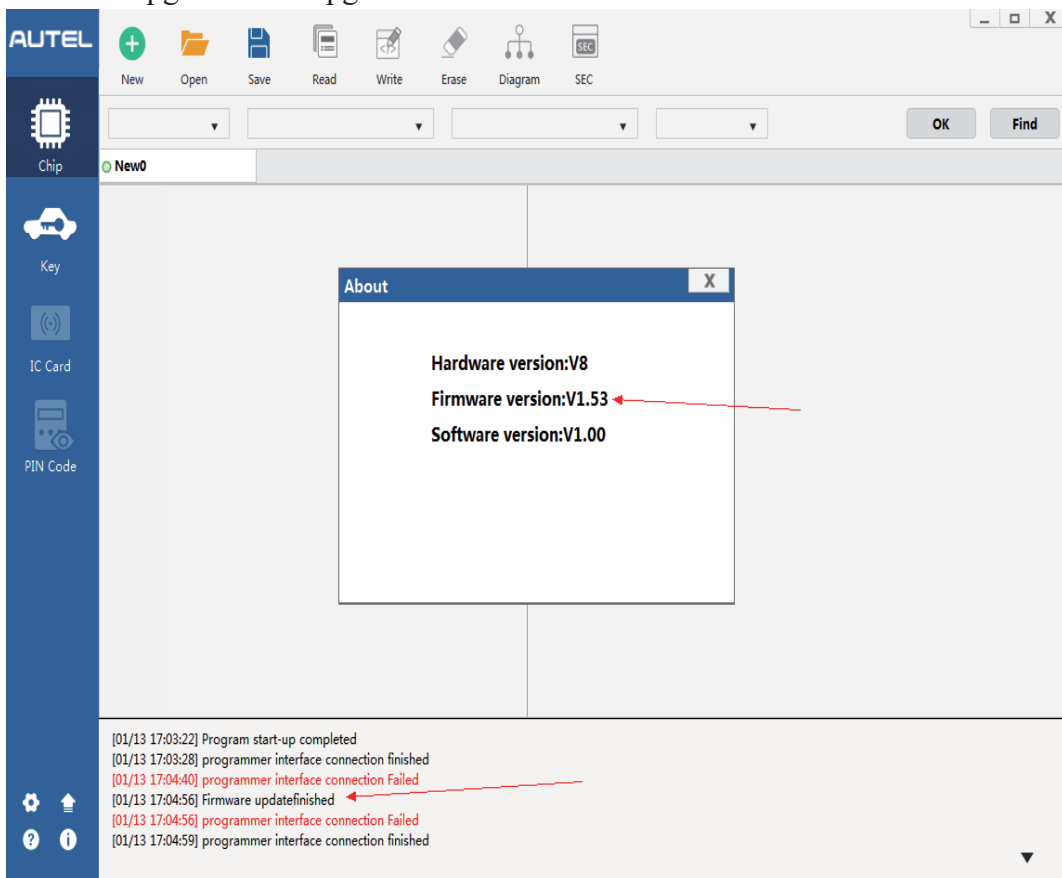 AUTEL
New Open Save Read Write Erase Diagram SEC
SEC
X
OK Find
Chip
New0
Key
About X
Hardware version:V8
IC Card
Firmware version:V1.53
Software version:V1.00
PIN Code
[01/13 17:03:22] Program start-up completed
[01/13 17:03:28] programmer interface connection finished
[01/13 17:04:40] programmer interface connection Failed
[01/13 17:04:56] Firmware updatefinished
[01/13 17:04:56] programmer interface connection Failed
[01/13 17:04:59] programmer interface connection finished